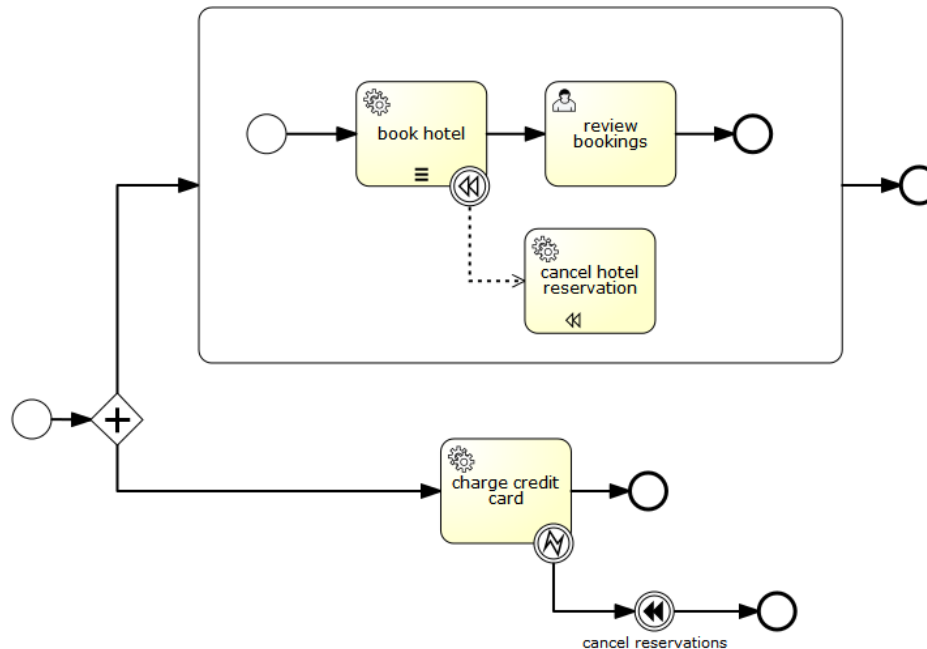 book hotel
review
bookings
cancel hotel
reservation
charge credit
card
cancel reservations